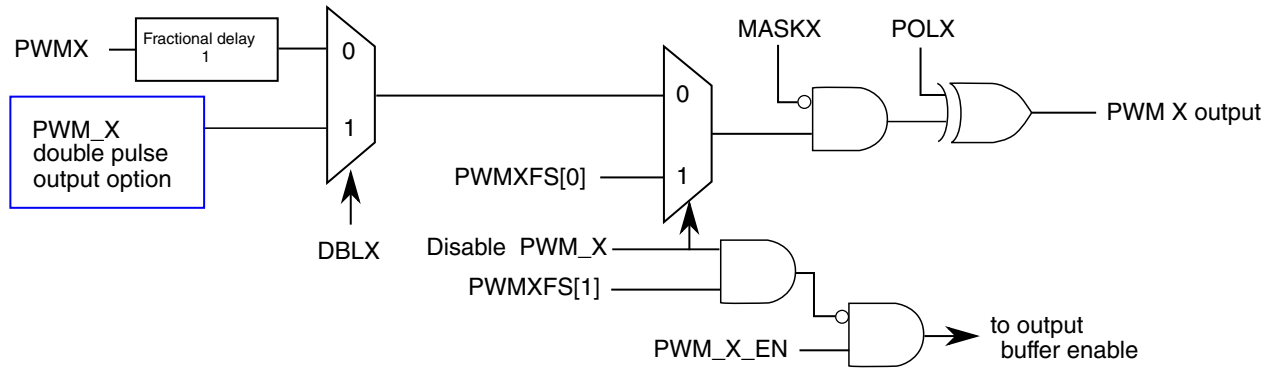 PWMX
Fractional delay
1
0
1
PWM_X
double pulse
output option
DBLX
0
1
PWMXFS[0]
MASKX
POLX
PWM X output
Disable PWM_X
PWMXFS[1]
PWM_X_EN
to output
buffer enable